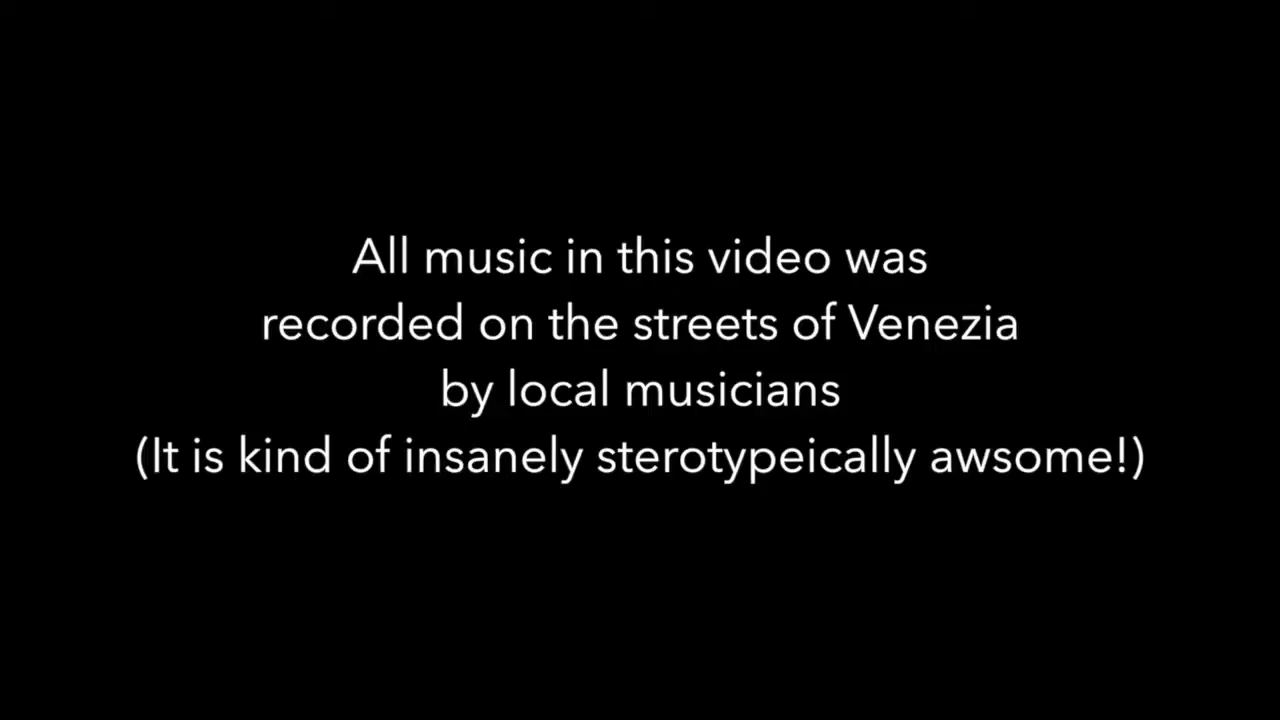 All music in this video was
recorded on the streets of Venezia
by local musicians
(It is kind of insanely sterotypeically awsome!)